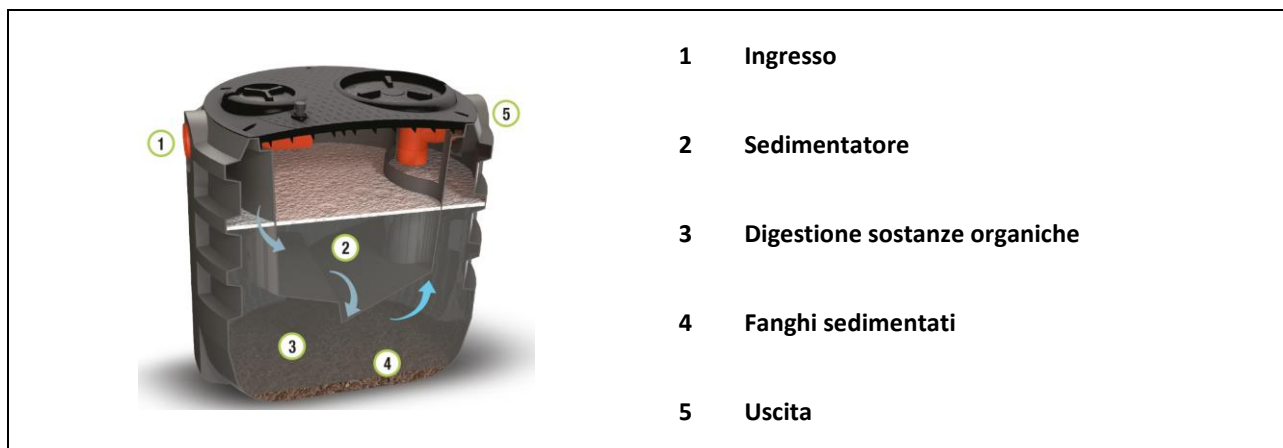 1 Ingresso
2 Sedimentatore
3 Digestione sostanze organiche
4 Fanghi sedimentati
5 Uscita
1
5
2
3
4